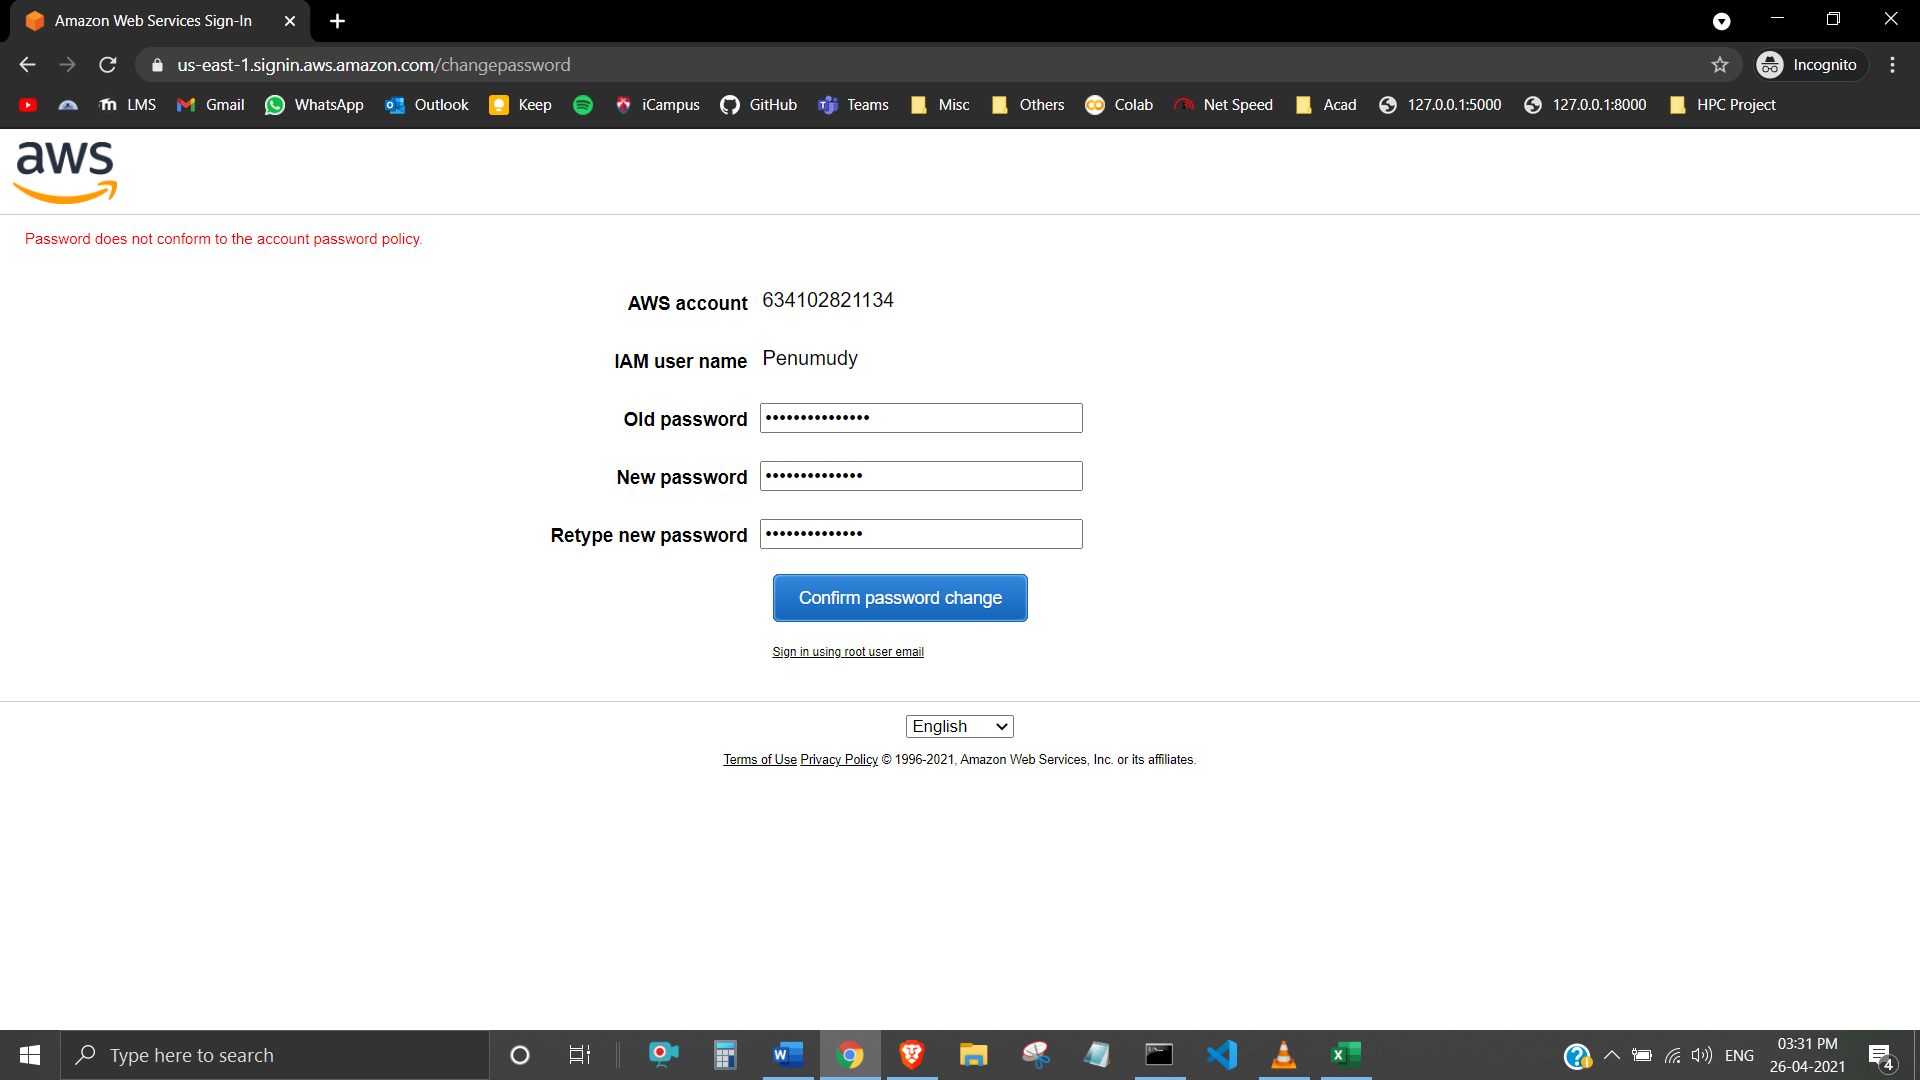 Amazon Web Services Sign-In
us-east-1.signin.aws.amazon.com/changepassword
Incognito
LMS Gmail WhatsApp Outlook Keep iCampus GitHub Teams Misc Others Colab Net Speed Acad 127.0.0.1:5000 127.0.0.1:8000 HPC Project
aws
Password does not conform to the account password policy.
AWS account 634102821134
IAM user name Penumudy
Old password •••••••••••••••
New password ••••••••••••••
Retype new password ••••••••••••••
Confirm password change
Sign in using root user email
English
Terms of Use Privacy Policy © 1996-2021, Amazon Web Services, Inc. or its affiliates.
Type here to search
ENG
03:31 PM
26-04-2021
4